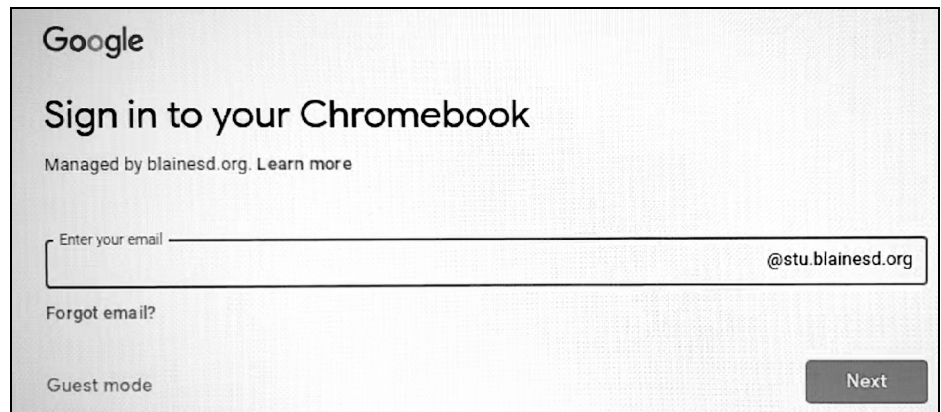 Google
Sign in to your Chromebook
Managed by blainesd.org. Learn more
Enter your email
@stu.blainesd.org
Forgot email?
Guest mode
Next